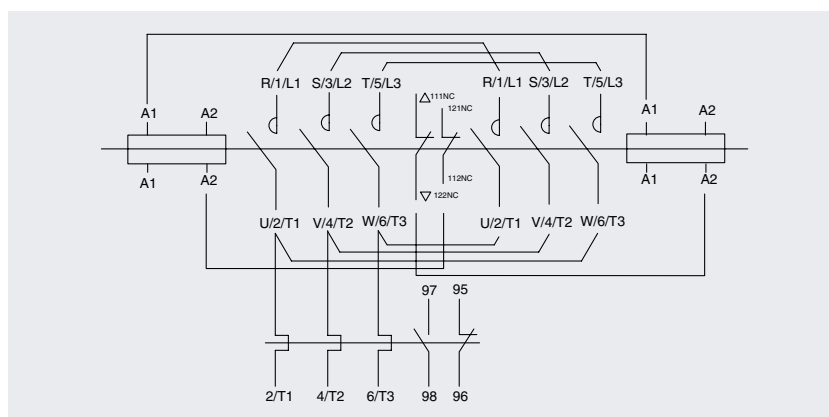 R/1/L1 S/3/L2 T/5/L3 R/1/L1 S/3/L2 T/5/L3
111NC
A1 A2 121NC A1 A2
A1 A2 112NC A1 A2
122NC
U/2/T1 V/4/T2 W/6/T3 U/2/T1 V/4/T2 W/6/T3
97 95
2/T1 4/T2 6/T3 98 96